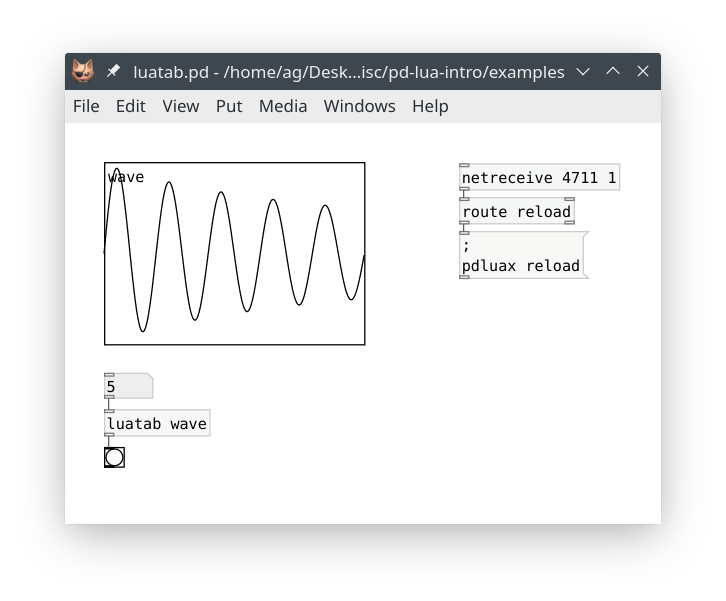 luatab.pd - /home/ag/Desk...isc/pd-lua-intro/examples
File Edit View Put Media Windows Help
wave
netreceive 4711 1
route reload
;
pdluax reload
5
luatab wave